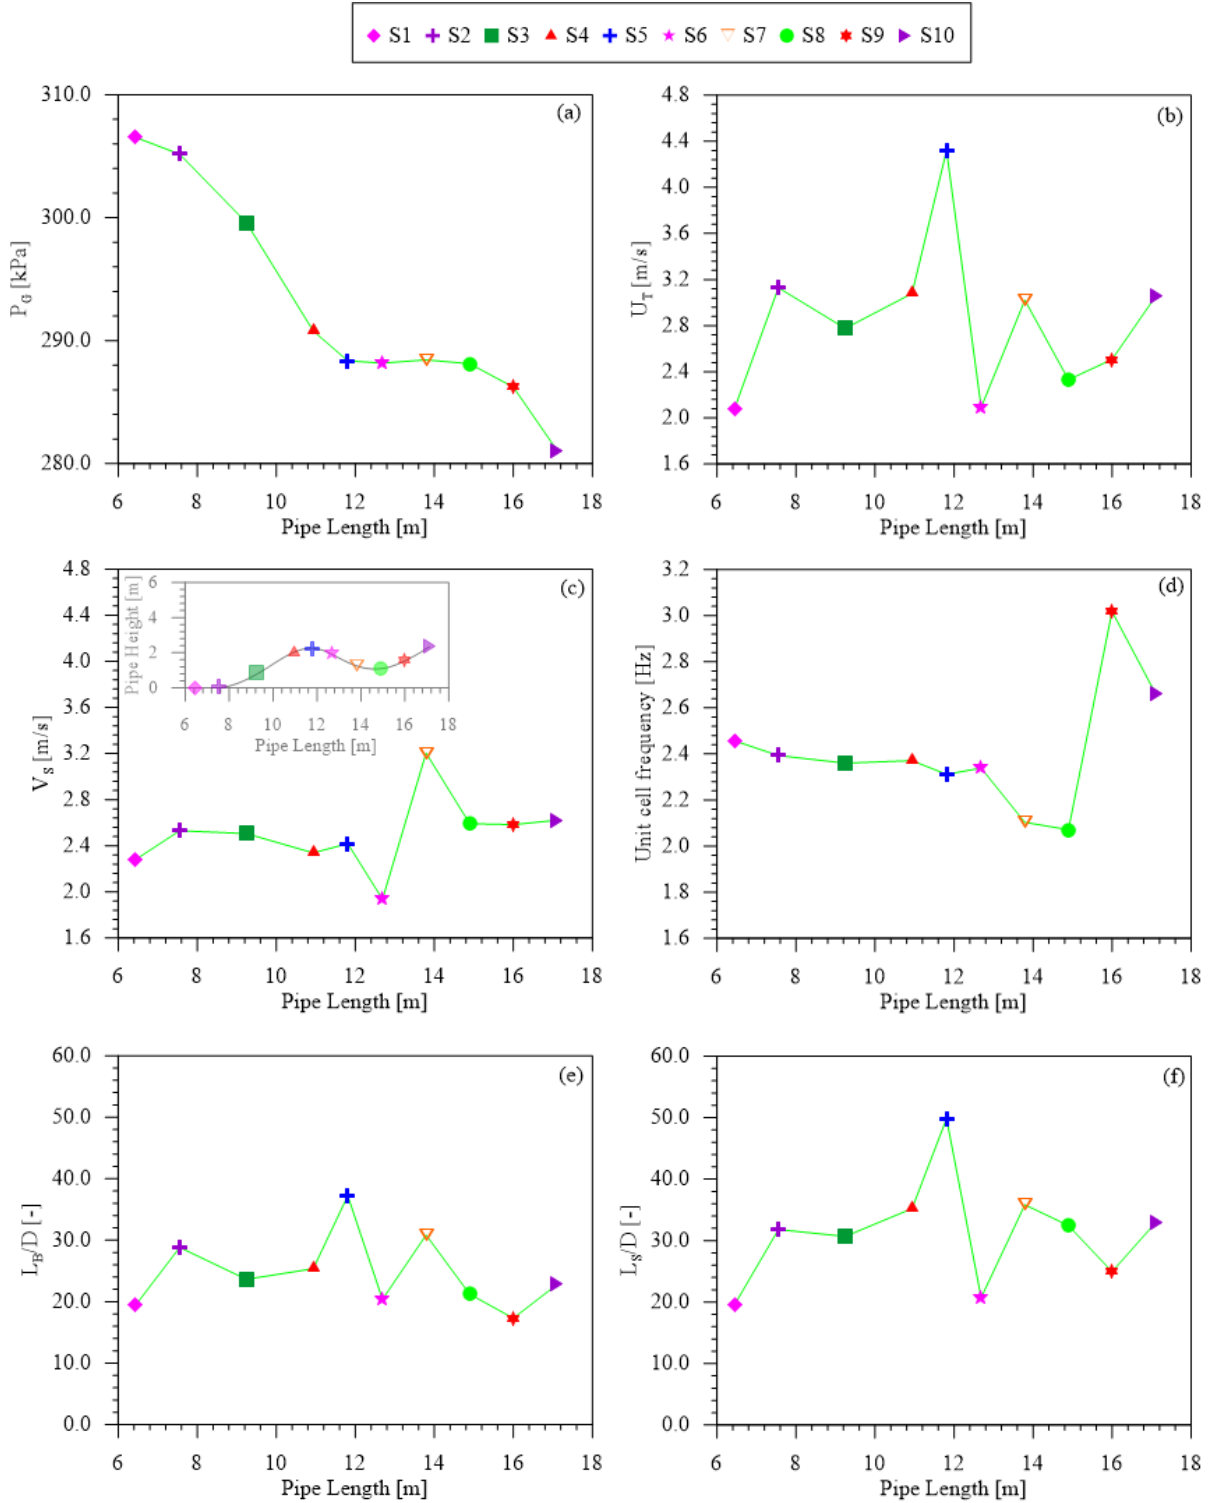 S1 S2 S3 S4 S5 S6 S7 S8 S9 S10
(a)
310.0
300.0
290.0
280.0
P_G [kPa]
6 8 10 12 14 16 18
Pipe Length [m]
(b)
4.8
4.4
4.0
3.6
3.2
2.8
2.4
2.0
1.6
U_T [m/s]
6 8 10 12 14 16 18
Pipe Length [m]
(c)
4.8
4.4
4.0
3.6
3.2
2.8
2.4
2.0
1.6
V_S [m/s]
6
4
2
0
Pipe Height [m]
6 8 10 12 14 16 18
Pipe Length [m]
6 8 10 12 14 16 18
Pipe Length [m]
(d)
3.2
3.0
2.8
2.6
2.4
2.2
2.0
1.8
1.6
Unit cell frequency [Hz]
6 8 10 12 14 16 18
Pipe Length [m]
(e)
60.0
50.0
40.0
30.0
20.0
10.0
0.0
L_B/D [-]
6 8 10 12 14 16 18
Pipe Length [m]
(f)
60.0
50.0
40.0
30.0
20.0
10.0
0.0
L_S/D [-]
6 8 10 12 14 16 18
Pipe Length [m]